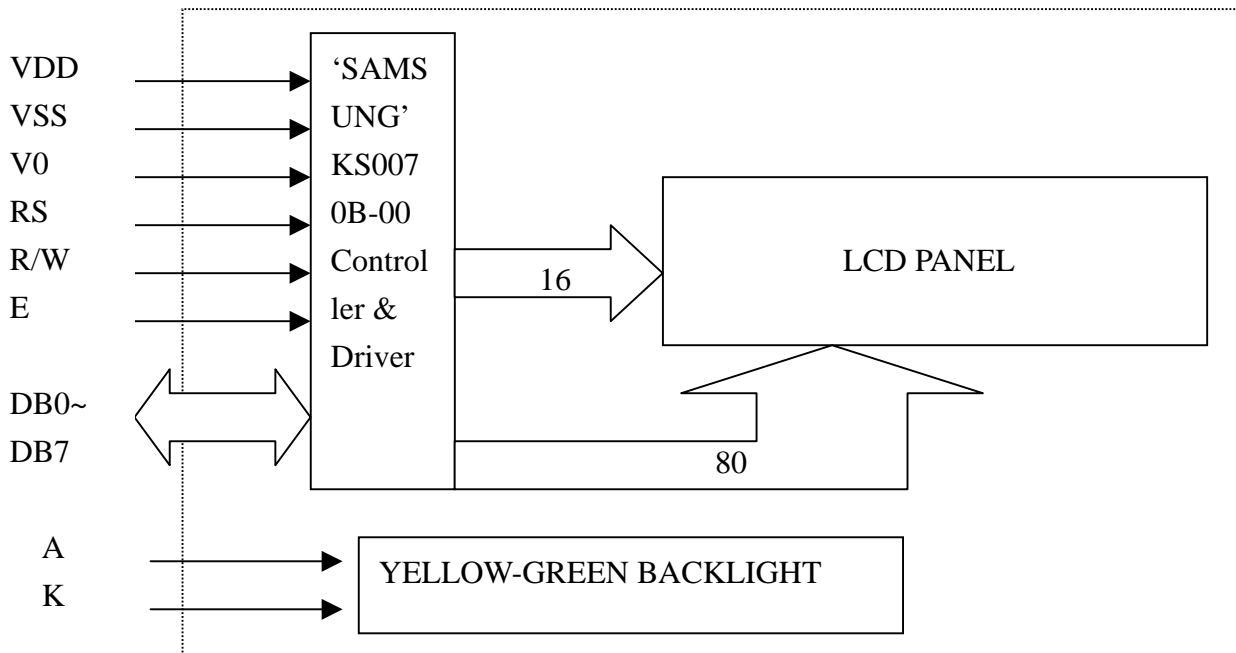 VDD
VSS
V0
RS
R/W
E
DB0~
DB7
A
K
‘SAMS
UNG’
KS007
0B-00
Control
ler &
Driver
16
80
LCD PANEL
YELLOW-GREEN BACKLIGHT